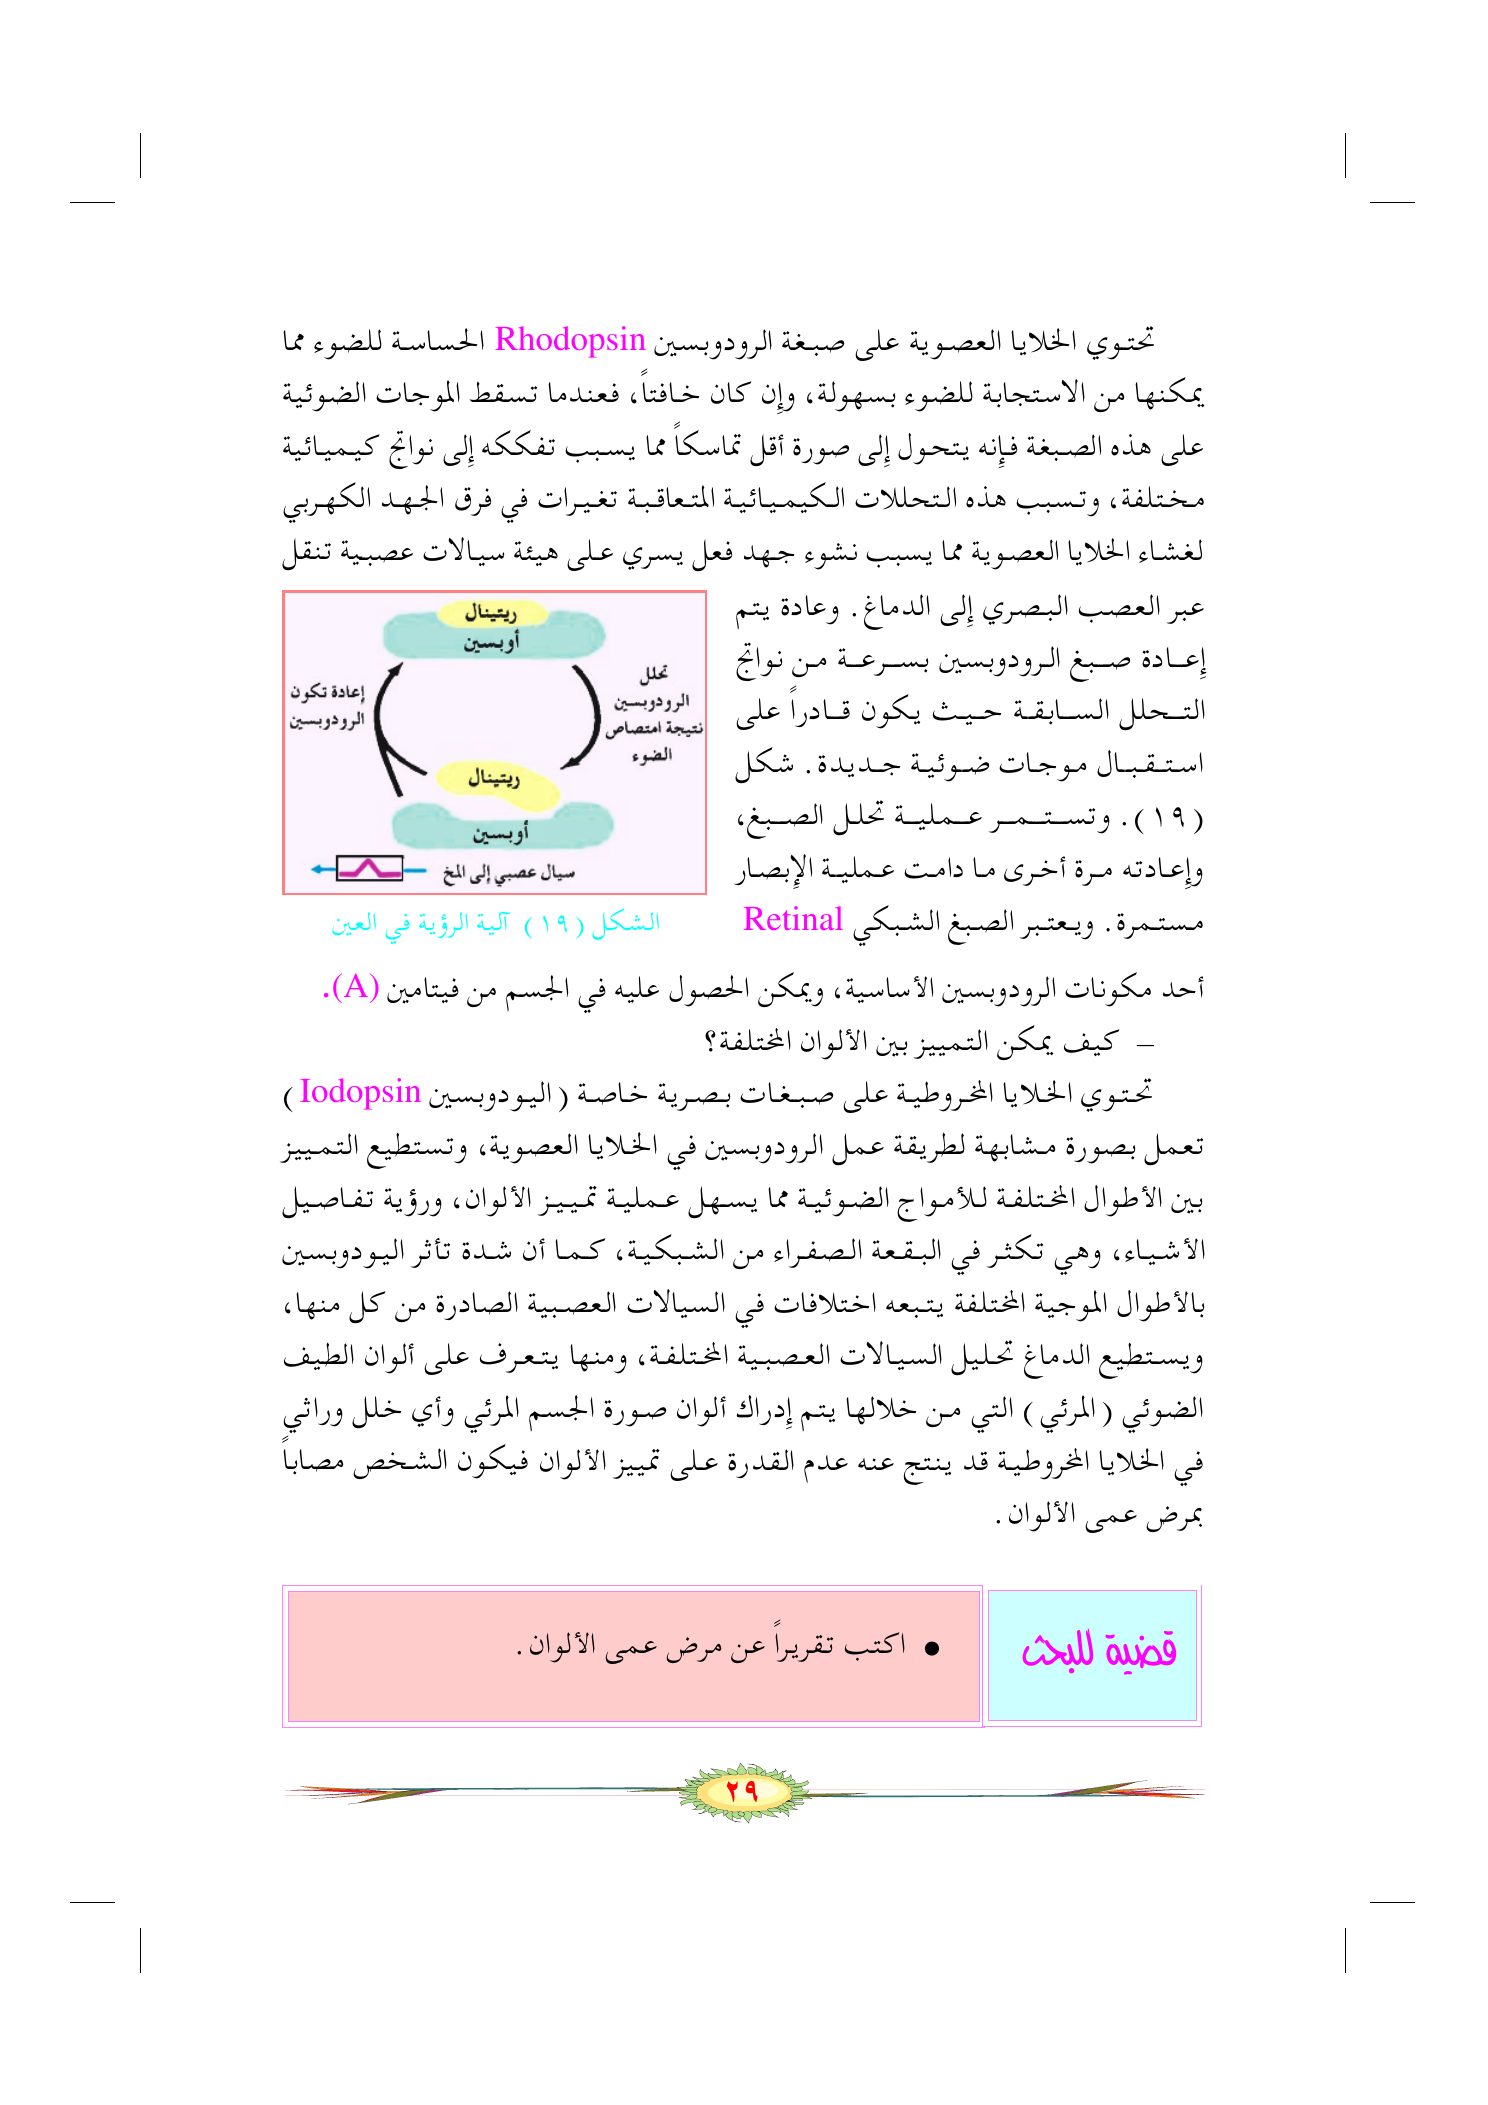 تحتوي الخلايا العصوية على صبغة الرودوبسين Rhodopsin الحساسة للضوء مما
يمكنها من الاستجابة للضوء بسهولة، وإن كان خافتاً، فعندما تسقط الموجات الضوئية
على هذه الصبغة فإنه يتحول إلى صورة أقل تماسكاً مما يسبب تفككه إلى نواتج كيميائية
مختلفة، وتسبب هذه التحللات الكيميائية المتعاقبة تغيرات في فرق الجهد الكهربي
لغشاء الخلايا العصوية مما يسبب نشوء جهد فعل يسري على هيئة سيالات عصبية تنقل
عبر العصب البصري إلى الدماغ. وعادة يتم
إعادة صبغ الرودوبسين بسرعة من نواتج
التحلل السابقة حيث يكون قادراً على
استقبال موجات ضوئية جديدة. شكل
(١٩). وتستمر عملية تحلل الصبغ،
وإعادته مرة أخرى ما دامت عملية الإبصار
مستمرة. ويعتبر الصبغ الشبكي Retinal
ريتينال
أوبسين
تحلل
الرودوبسين
نتيجة امتصاص
الضوء
إعادة تكون
الرودوبسين
ريتينال
أوبسين
سيال عصبي إلى المخ
الشكل (١٩) آلية الرؤية في العين
أحد مكونات الرودوبسين الأساسية، ويمكن الحصول عليه في الجسم من فيتامين (A).
– كيف يمكن التمييز بين الألوان المختلفة؟
تحتوي الخلايا المخروطية على صبغات بصرية خاصة (اليودوبسين Iodopsin)
تعمل بصورة مشابهة لطريقة عمل الرودوبسين في الخلايا العصوية، وتستطيع التمييز
بين الأطوال المختلفة للأمواج الضوئية مما يسهل عملية تمييز الألوان، ورؤية تفاصيل
الأشياء، وهي تكثر في البقعة الصفراء من الشبكية، كما أن شدة تأثر اليودوبسين
بالأطوال الموجية المختلفة يتبعه اختلافات في السيالات العصبية الصادرة من كل منها،
ويستطيع الدماغ تحليل السيالات العصبية المختلفة، ومنها يتعرف على ألوان الطيف
الضوئي (المرئي) التي من خلالها يتم إدراك ألوان صورة الجسم المرئي وأي خلل وراثي
في الخلايا المخروطية قد ينتج عنه عدم القدرة على تمييز الألوان فيكون الشخص مصاباً
بمرض عمى الألوان.
قضية للبحث
● اكتب تقريراً عن مرض عمى الألوان.
٢٩